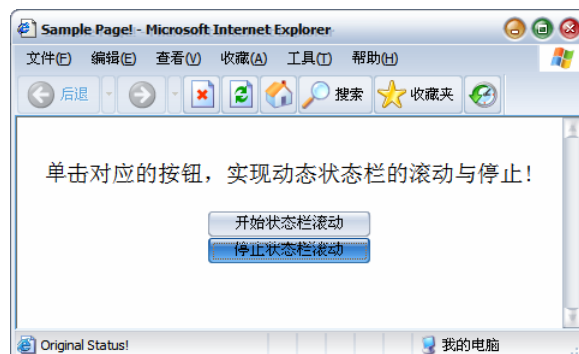 Sample Page! - Microsoft Internet Explorer
文件(F) 编辑(E) 查看(V) 收藏(A) 工具(T) 帮助(H)
后退 搜索 收藏夹
单击对应的按钮，实现动态状态栏的滚动与停止！
开始状态栏滚动
停止状态栏滚动
Original Status! 我的电脑